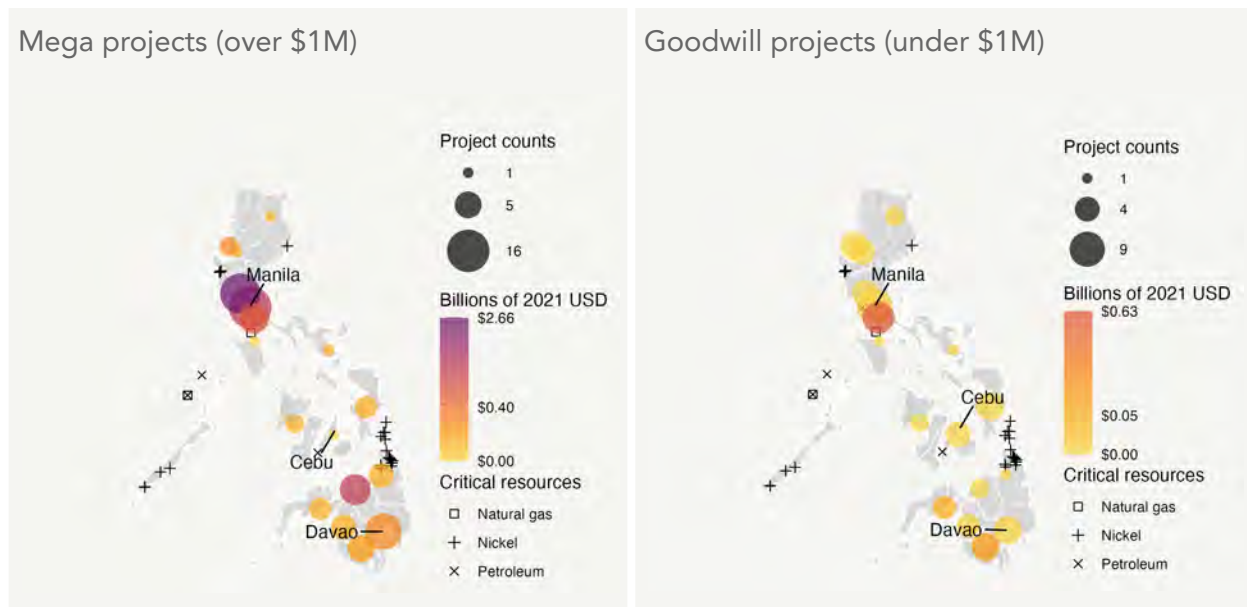 Mega projects (over $1M)
Project counts
1
5
16
Manila
Billions of 2021 USD
$2.66
$0.40
$0.00
Cebu
Critical resources
Natural gas
Davao
Nickel
Petroleum
Goodwill projects (under $1M)
Project counts
1
4
9
Manila
Billions of 2021 USD
$0.63
Cebu
$0.05
$0.00
Critical resources
Natural gas
Davao
Nickel
Petroleum